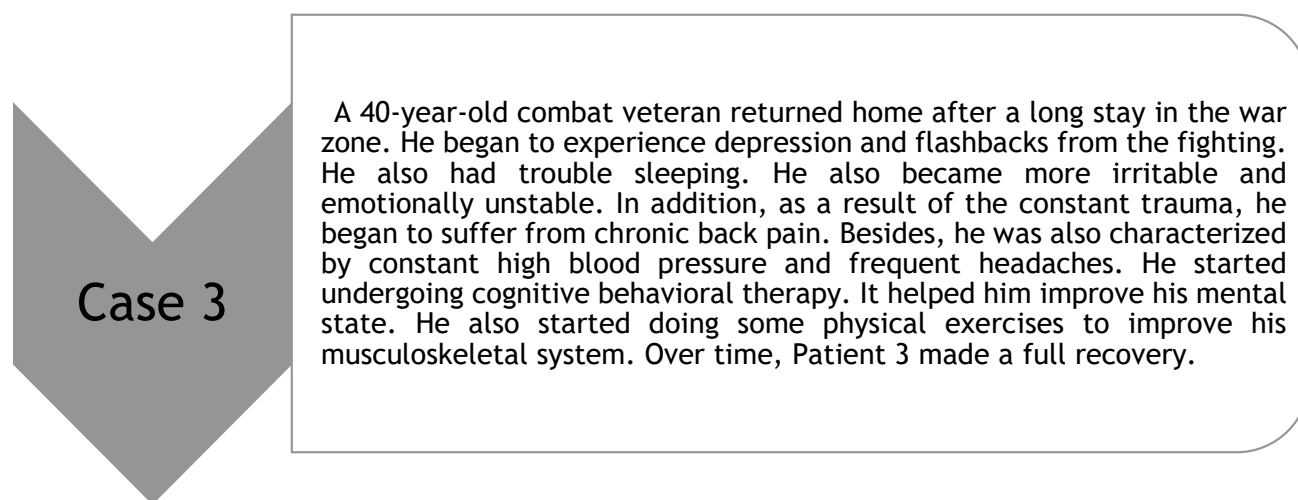 Case 3
A 40-year-old combat veteran returned home after a long stay in the war
zone. He began to experience depression and flashbacks from the fighting.
He also had trouble sleeping. He also became more irritable and
emotionally unstable. In addition, as a result of the constant trauma, he
began to suffer from chronic back pain. Besides, he was also characterized
by constant high blood pressure and frequent headaches. He started
undergoing cognitive behavioral therapy. It helped him improve his mental
state. He also started doing some physical exercises to improve his
musculoskeletal system. Over time, Patient 3 made a full recovery.